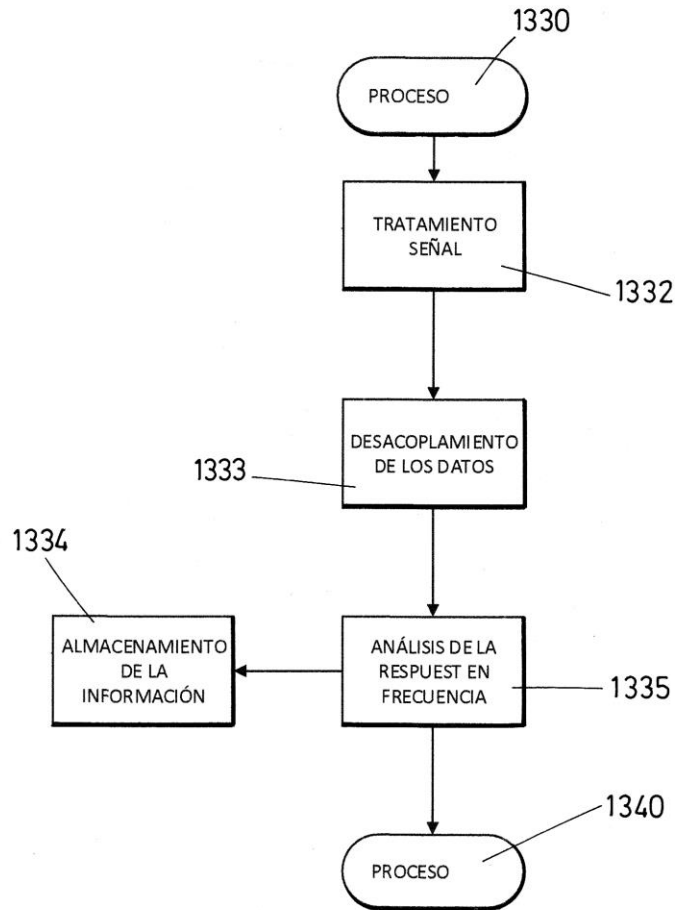 1330
PROCESO
TRATAMIENTO
SEÑAL
1332
DESACOPLAMIENTO
DE LOS DATOS
1333
1334
ALMACENAMIENTO
DE LA
INFORMACIÓN
ANÁLISIS DE LA
RESPUEST EN
FRECUENCIA
1335
1340
PROCESO